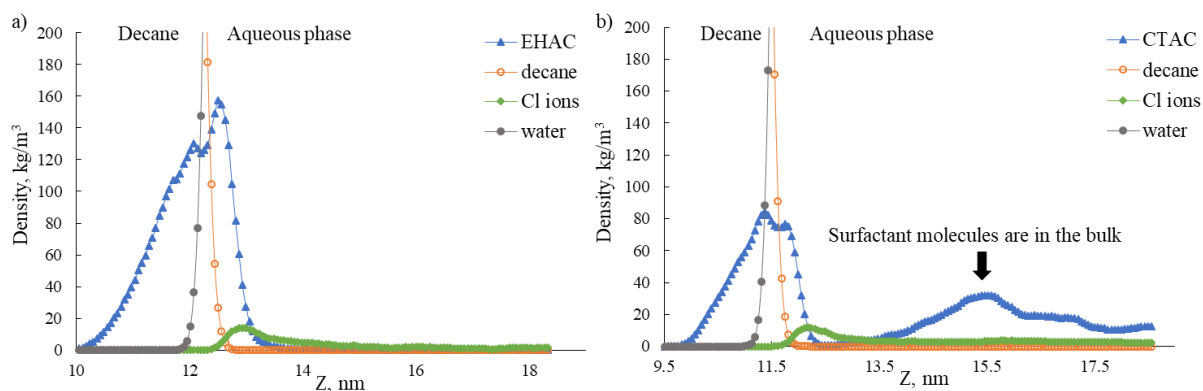 a)
Decane Aqueous phase
EHAC
decane
Cl ions
water
Density, kg/m³
200
180
160
140
120
100
80
60
40
20
0
10 12 14 16 18
Z, nm
b)
Decane Aqueous phase
CTAC
decane
Cl ions
water
Surfactant molecules are in the bulk
Density, kg/m³
200
180
160
140
120
100
80
60
40
20
0
9.5 11.5 13.5 15.5 17.5
Z, nm